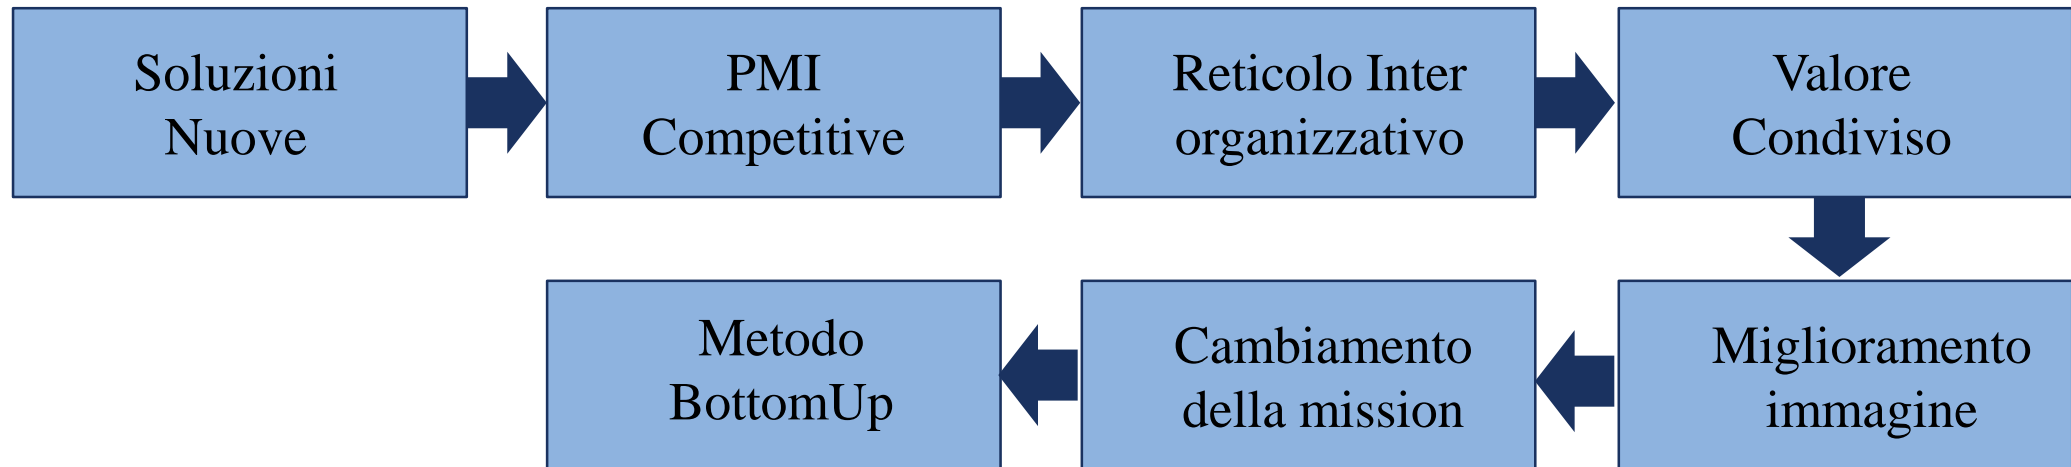 Soluzioni
Nuove
PMI
Competitive
Reticolo Inter
organizzativo
Valore
Condiviso
Miglioramento
immagine
Cambiamento
della mission
Metodo
BottomUp